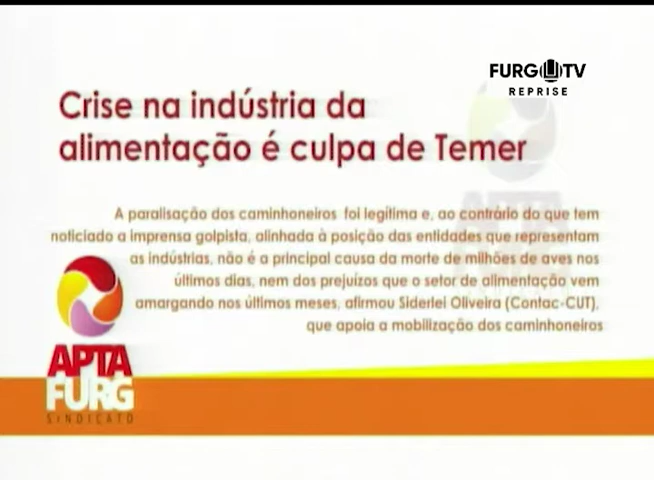 FURG TV
REPRISE
Crise na indústria da
alimentação é culpa de Temer
A paralisação dos caminhoneiros foi legítima e, ao contrário do que tem
noticiado a imprensa golpista, alinhada à posição das entidades que representam
as indústrias, não é a principal causa da morte de milhões de aves nos
últimos dias, nem dos prejuízos que o setor de alimentação vem
amargando nos últimos meses, afirmou Siderlei Oliveira (Contac-CUT),
que apoia a mobilização dos caminhoneiros
APTA
FURG
SINDICATO